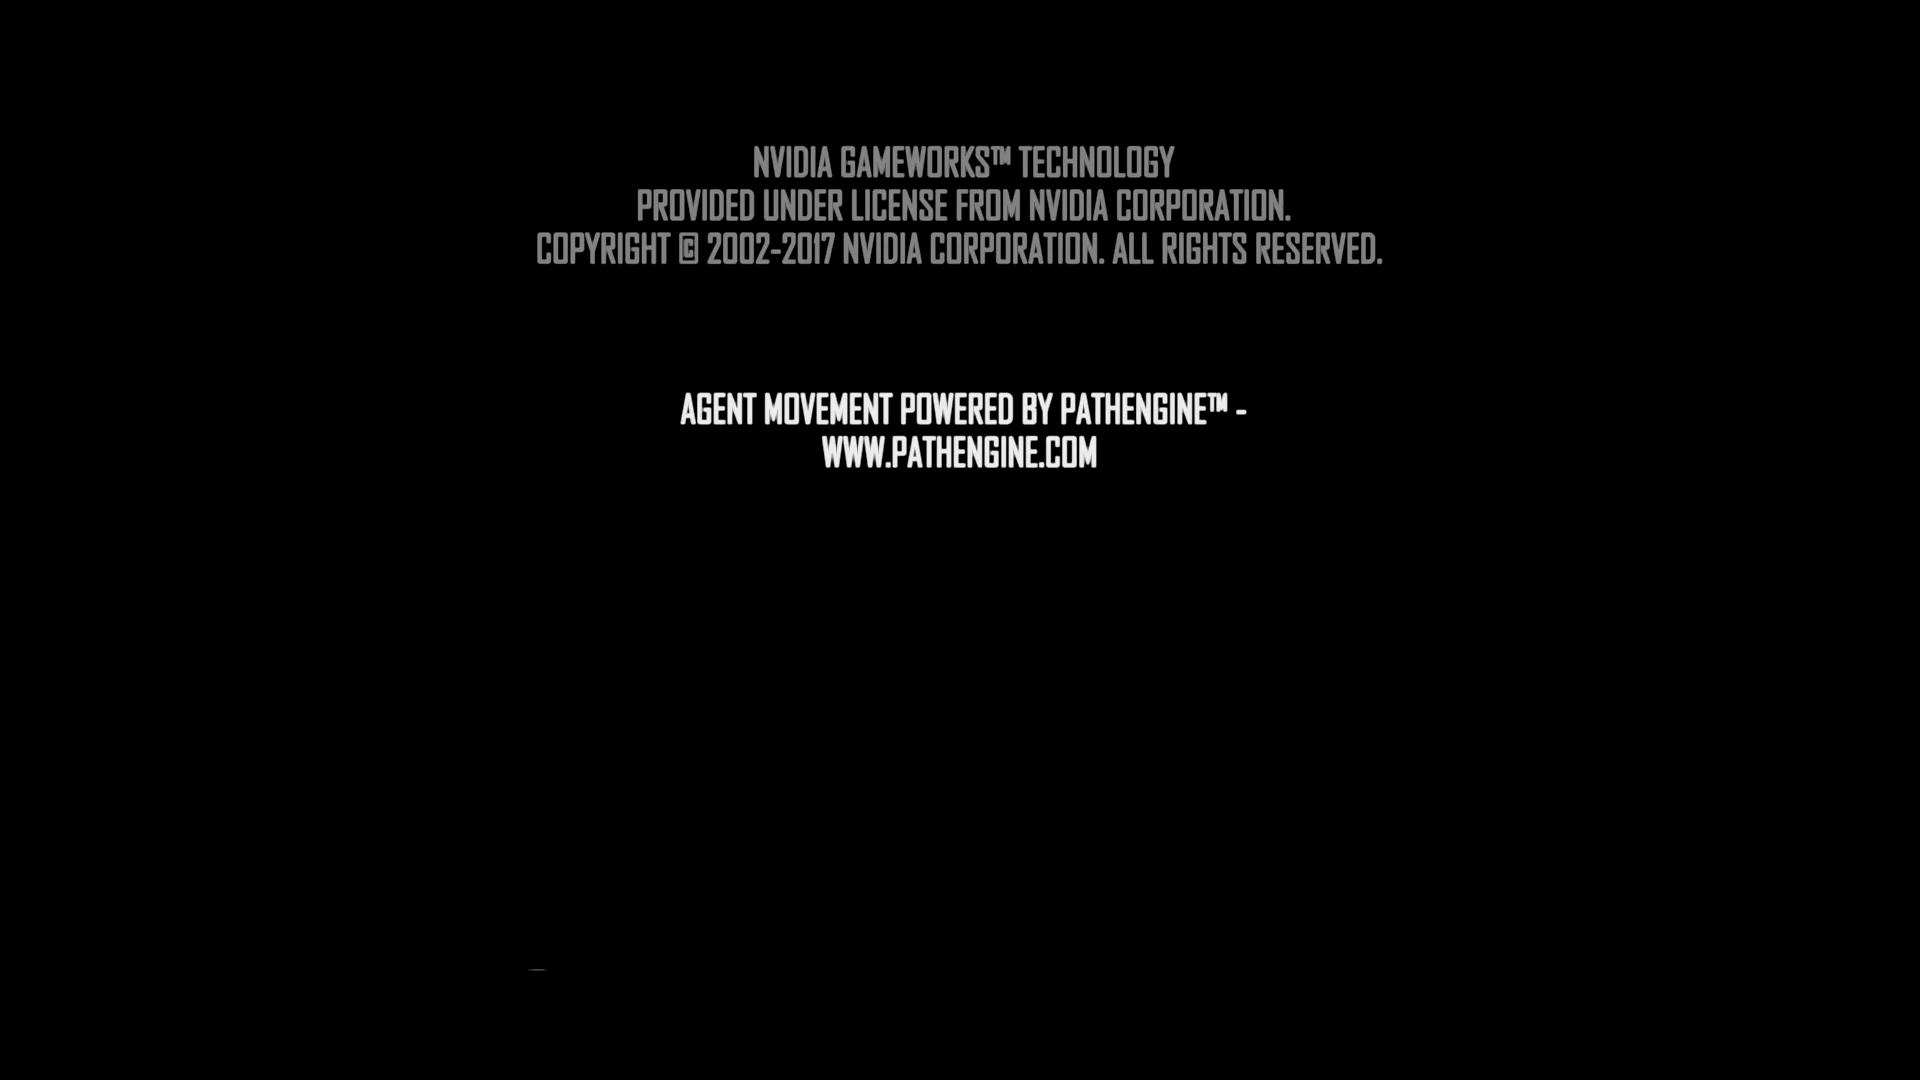 NVIDIA GAMEWORKS™ TECHNOLOGY
PROVIDED UNDER LICENSE FROM NVIDIA CORPORATION.
COPYRIGHT © 2002-2017 NVIDIA CORPORATION. ALL RIGHTS RESERVED.
AGENT MOVEMENT POWERED BY PATHENGINE™ -
WWW.PATHENGINE.COM